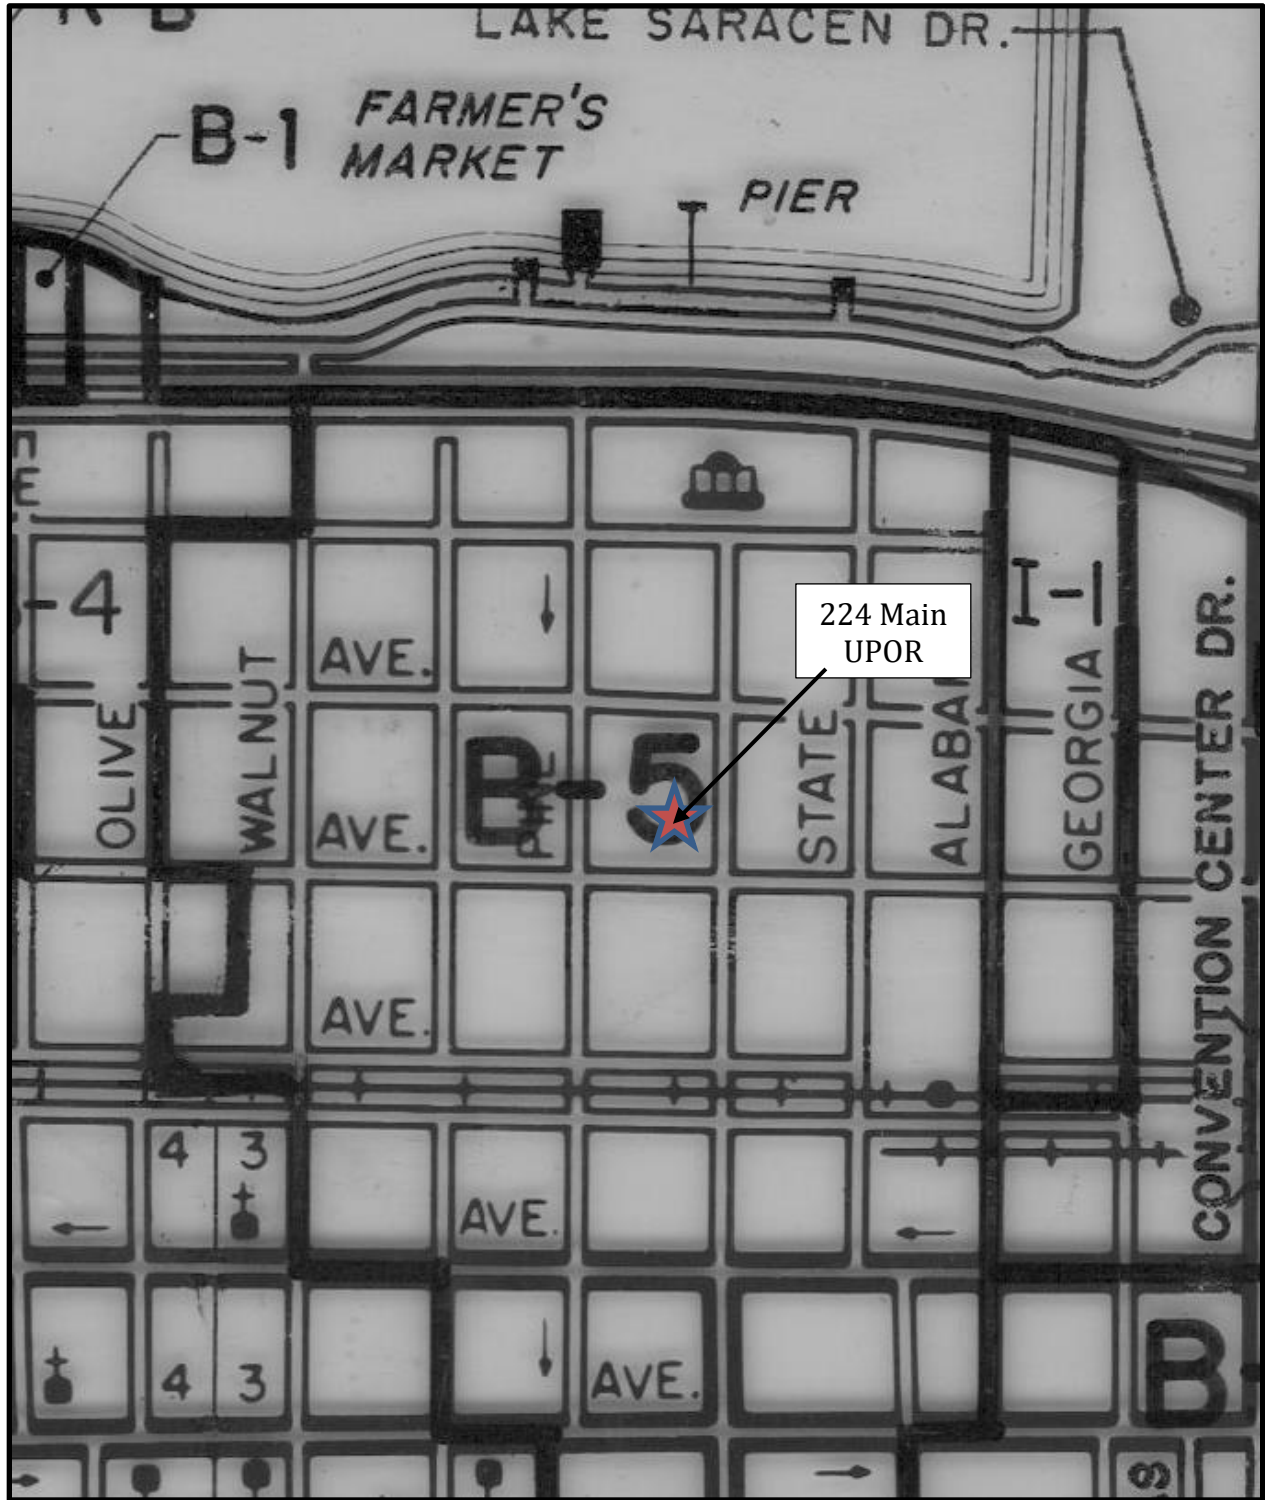 LAKE SARACEN DR.
B-1
FARMER'S
MARKET
PIER
-4
I-I
224 Main
UPOR
AVE.
OLIVE
WALNUT
B-5
STATE
GEORGIA
CONVENTION CENTER DR.
AVE.
AVE.
4
3
AVE.
4
3
AVE.
B